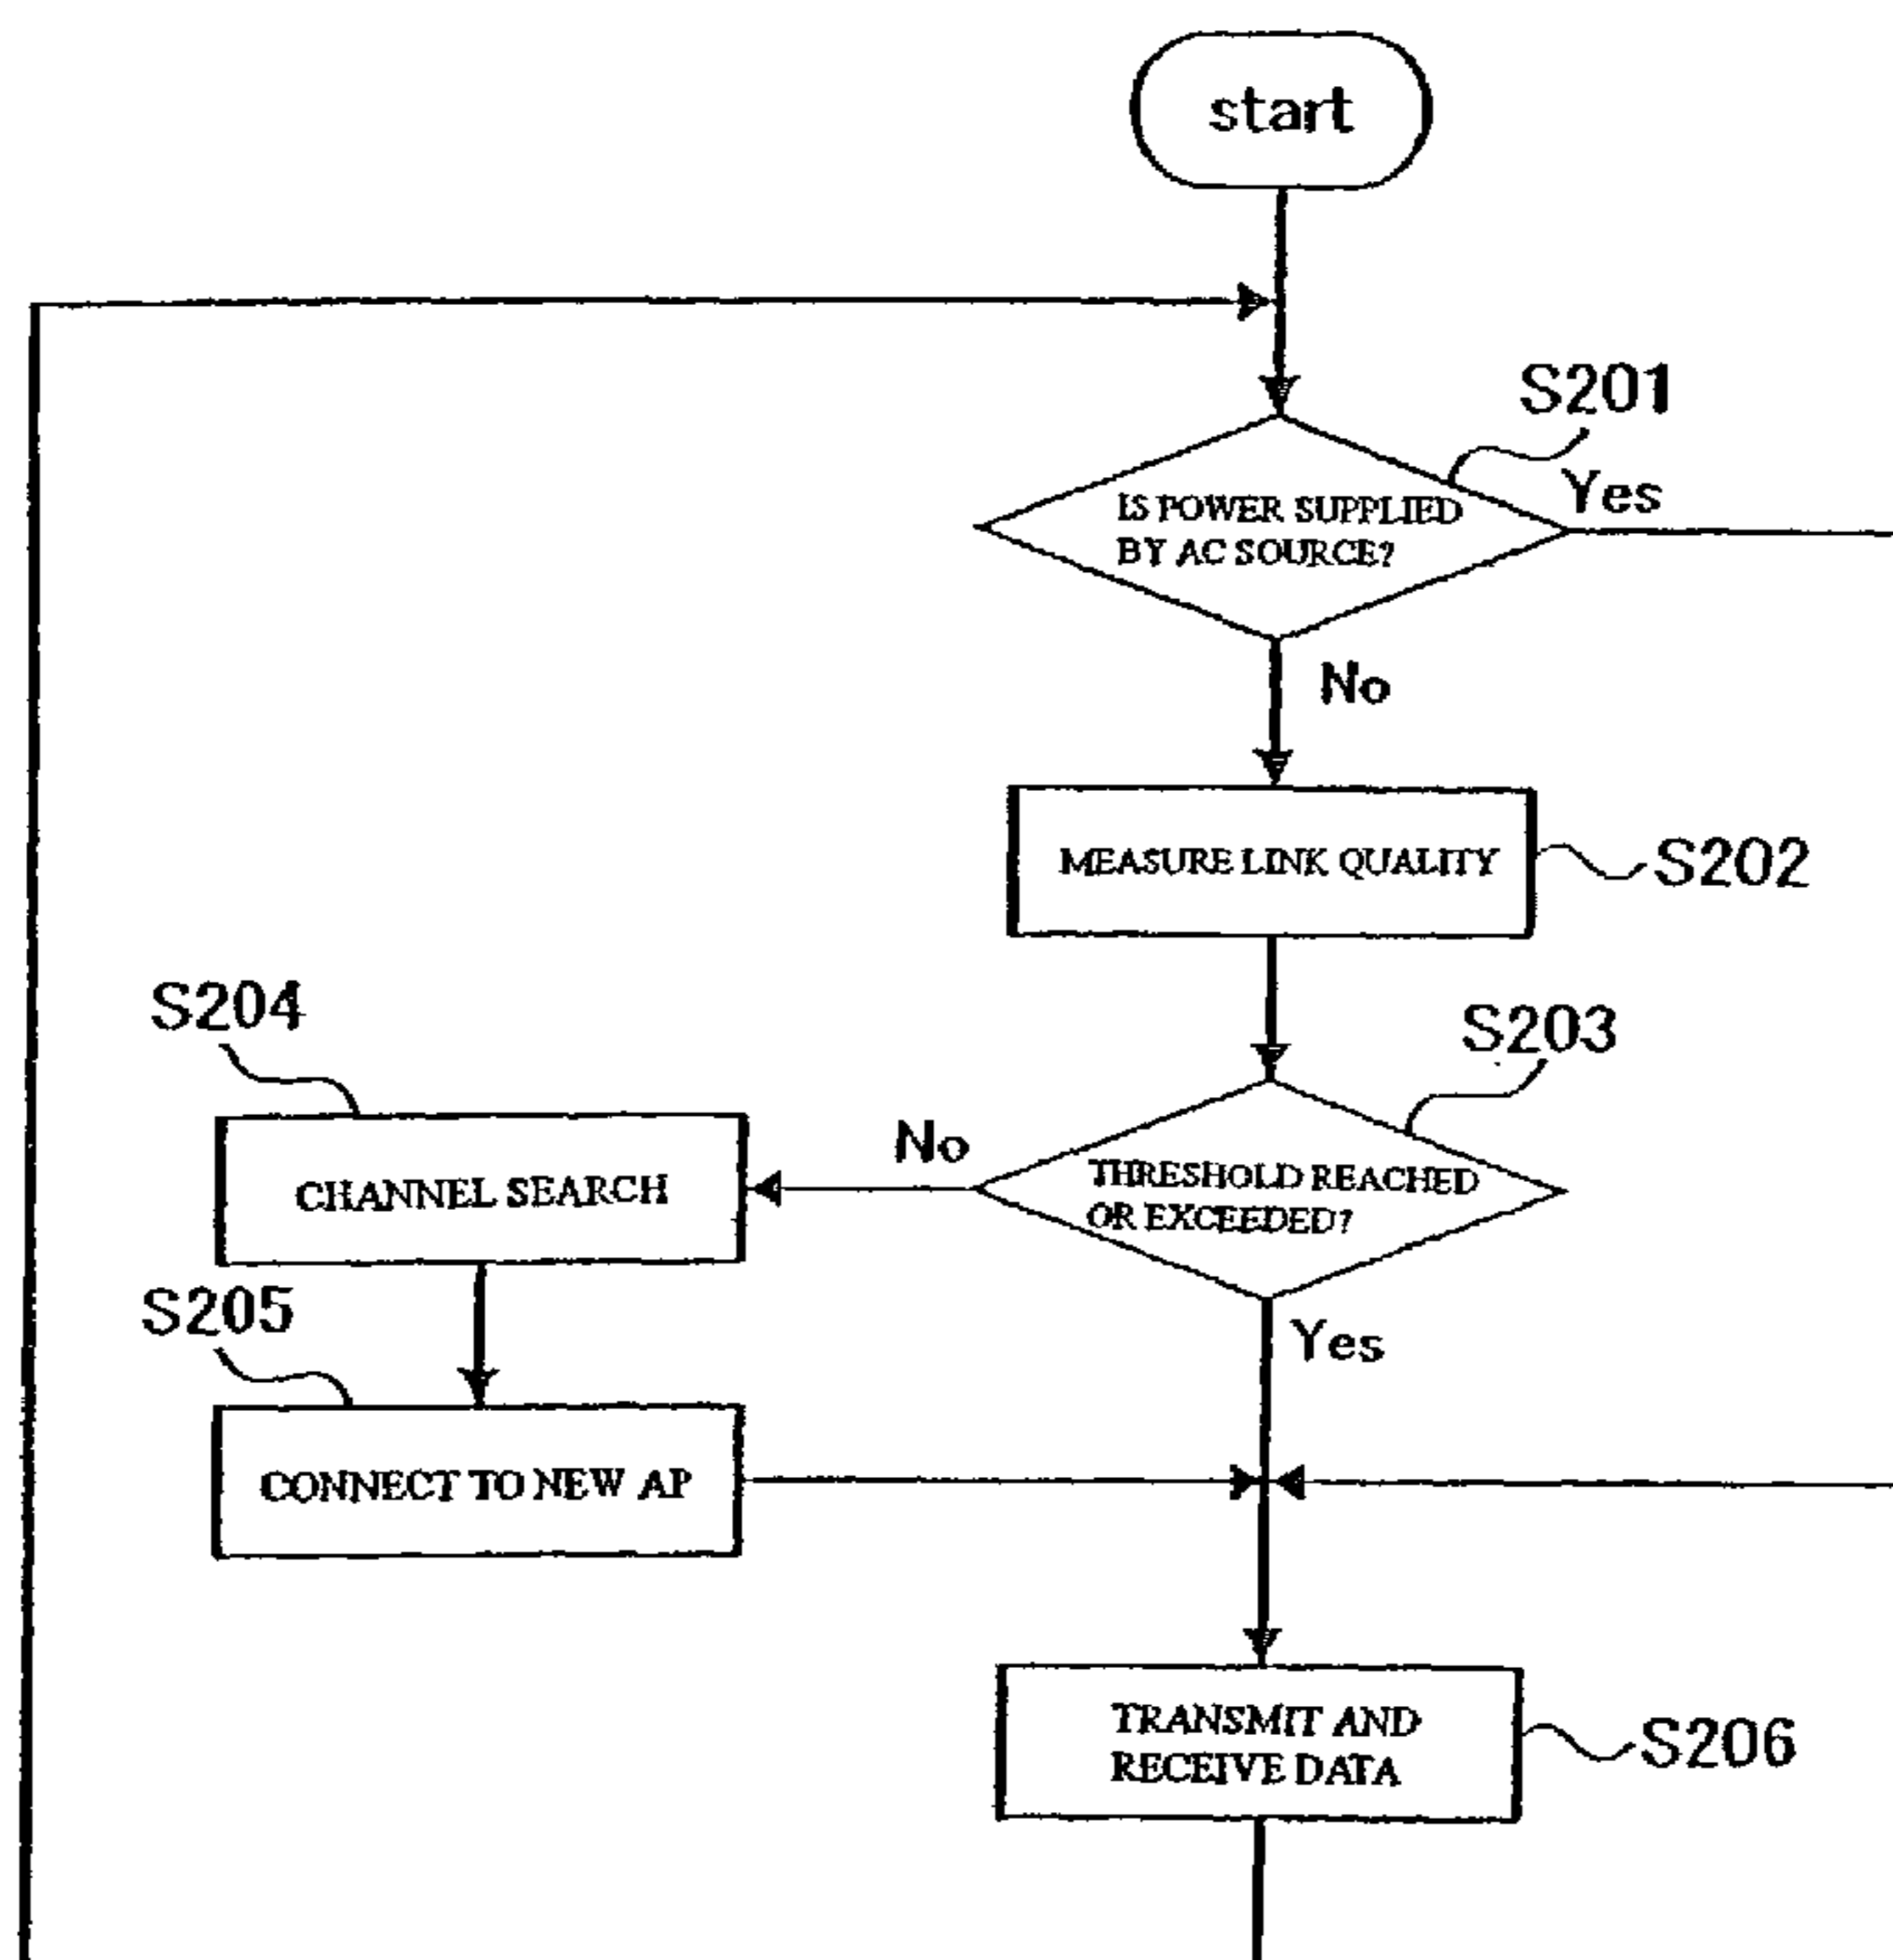 start
S201
IS POWER SUPPLIED
BY AC SOURCE?
Yes
No
MEASURE LINK QUALITY
S202
S203
THRESHOLD REACHED
OR EXCEEDED?
No
S204
CHANNEL SEARCH
S205
CONNECT TO NEW AP
Yes
TRANSMIT AND
RECEIVE DATA
S206